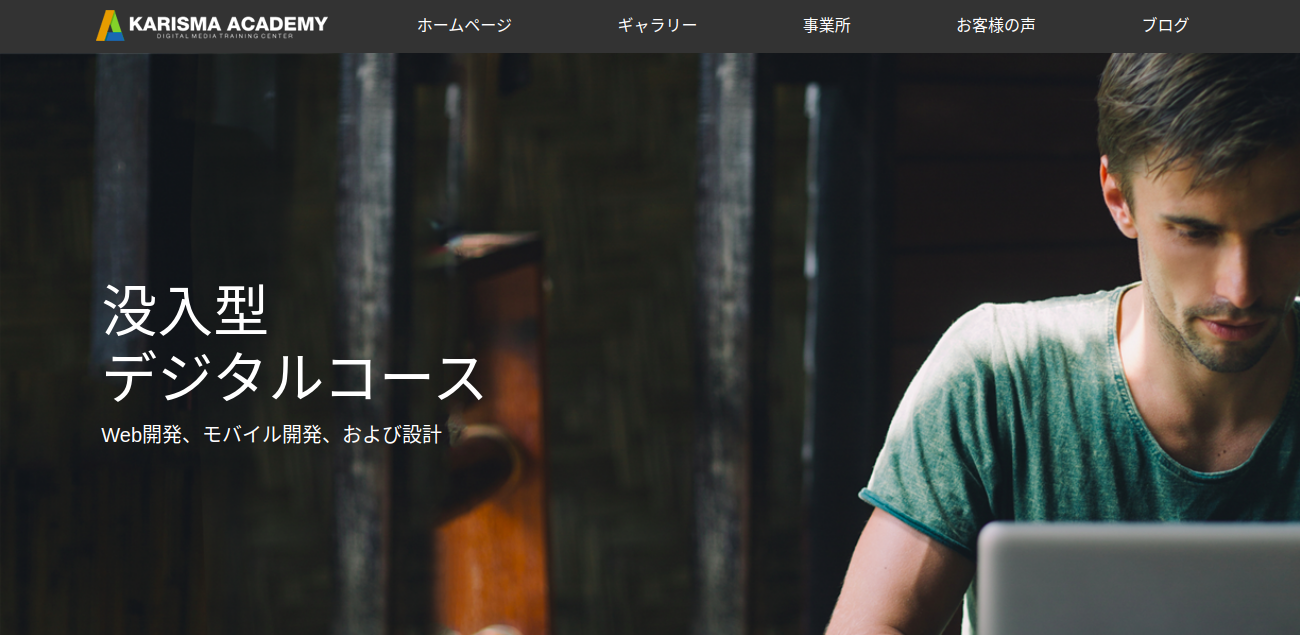 KARISMA ACADEMY
DIGITAL MEDIA TRAINING CENTER
ホームページ
ギャラリー
事業所
お客様の声
ブログ
没入型
デジタルコース
Web開発、モバイル開発、および設計